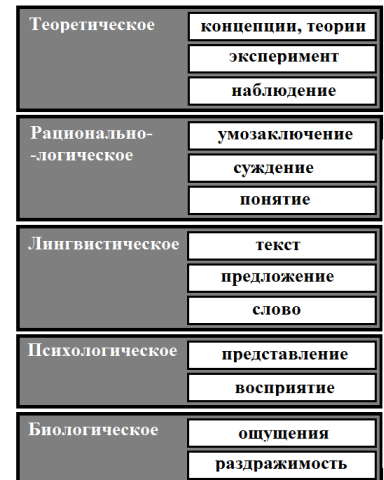 Теоретическое
концепции, теории
эксперимент
наблюдение
Рационально-
-логическое
умозаключение
суждение
понятие
Лингвистическое
текст
предложение
слово
Психологическое
представление
восприятие
Биологическое
ощущения
раздражимость